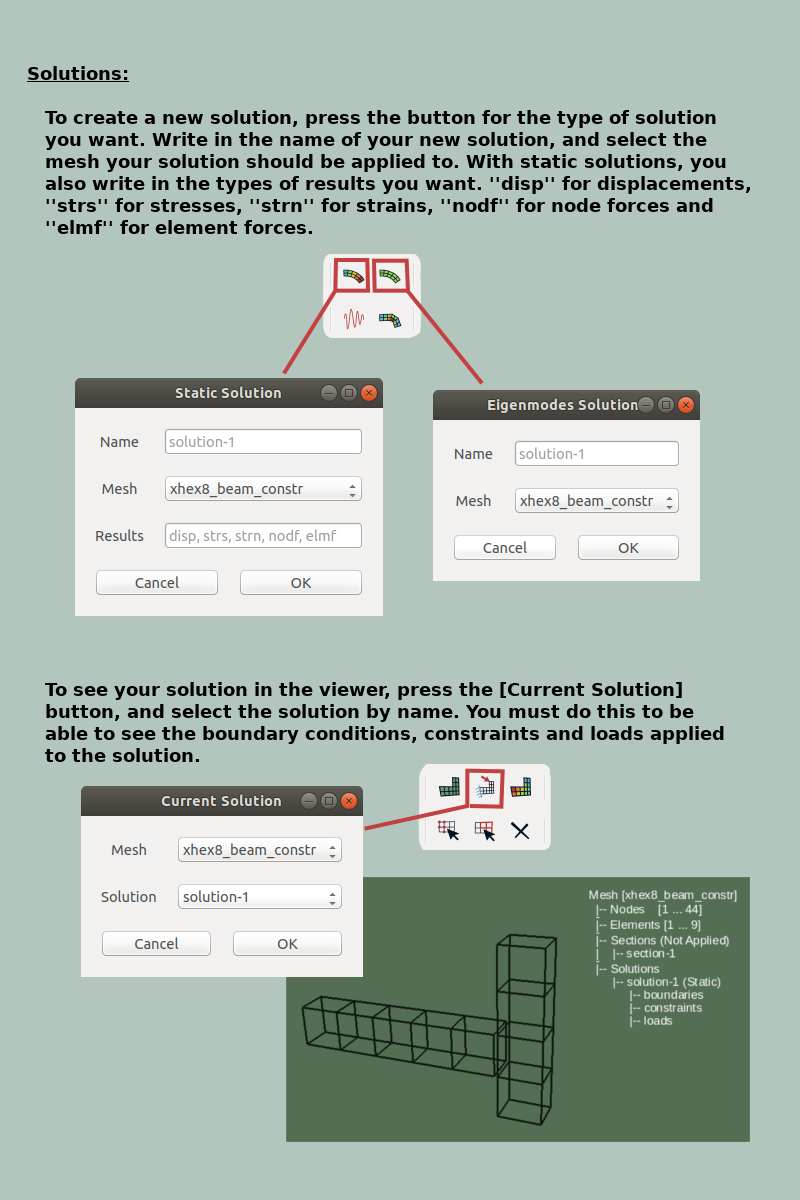 Solutions:
To create a new solution, press the button for the type of solution
you want. Write in the name of your new solution, and select the
mesh your solution should be applied to. With static solutions, you
also write in the types of results you want. ''disp'' for displacements,
''strs'' for stresses, ''strn'' for strains, ''nodf'' for node forces and
''elmf'' for element forces.
Static Solution
Name solution-1
Mesh xhex8_beam_constr
Results disp, strs, strn, nodf, elmf
Cancel OK
Eigenmodes Solution
Name solution-1
Mesh xhex8_beam_constr
Cancel OK
To see your solution in the viewer, press the [Current Solution]
button, and select the solution by name. You must do this to be
able to see the boundary conditions, constraints and loads applied
to the solution.
Current Solution
Mesh xhex8_beam_constr
Solution solution-1
Cancel OK
Mesh [xhex8_beam_constr]
|-- Nodes [1 ... 44]
|-- Elements [1 ... 9]
|-- Sections (Not Applied)
| |-- section-1
|-- Solutions
|-- solution-1 (Static)
|-- boundaries
|-- constraints
|-- loads